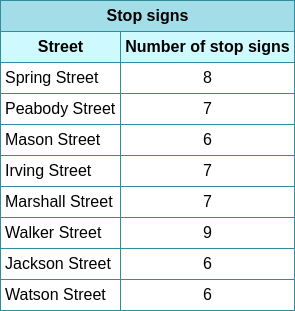 Stop signs
Street Number of stop signs
Spring Street 8
Peabody Street 7
Mason Street 6
Irving Street 7
Marshall Street 7
Walker Street 9
Jackson Street 6
Watson Street 6